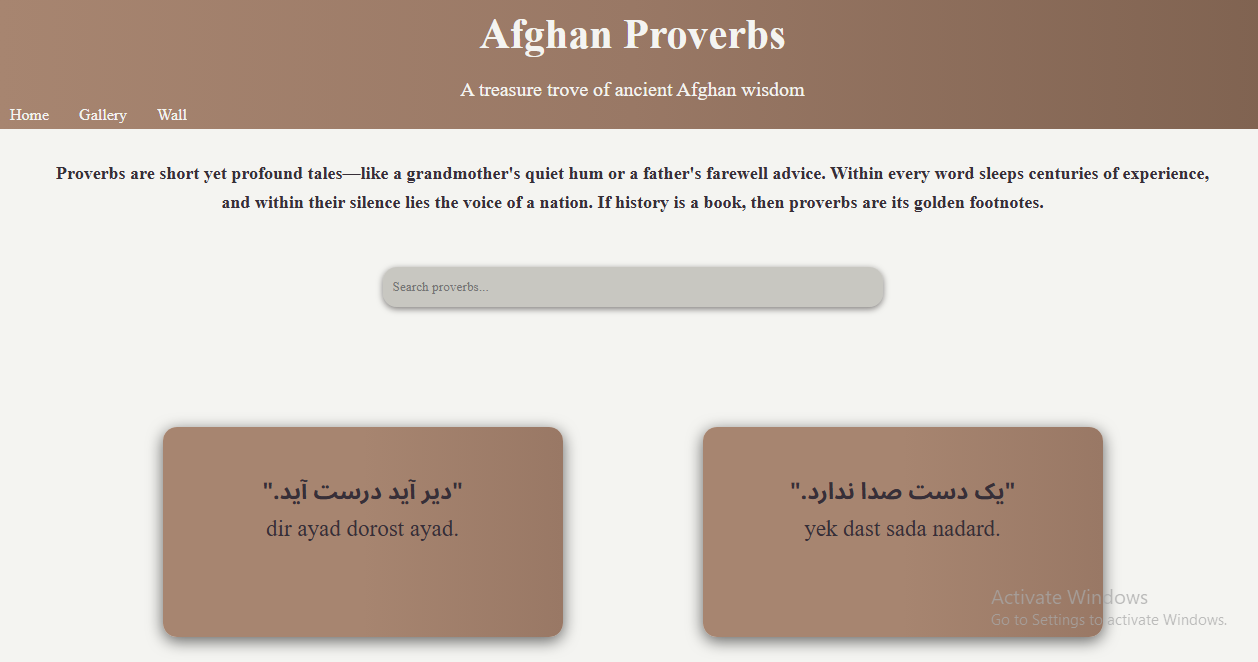 Afghan Proverbs
A treasure trove of ancient Afghan wisdom
Home Gallery Wall
Proverbs are short yet profound tales—like a grandmother's quiet hum or a father's farewell advice. Within every word sleeps centuries of experience,
and within their silence lies the voice of a nation. If history is a book, then proverbs are its golden footnotes.
Search proverbs...
"دیر آید درست آید."
dir ayad dorost ayad.
"یک دست صدا ندارد."
yek dast sada nadard.
Activate Windows
Go to Settings to activate Windows.